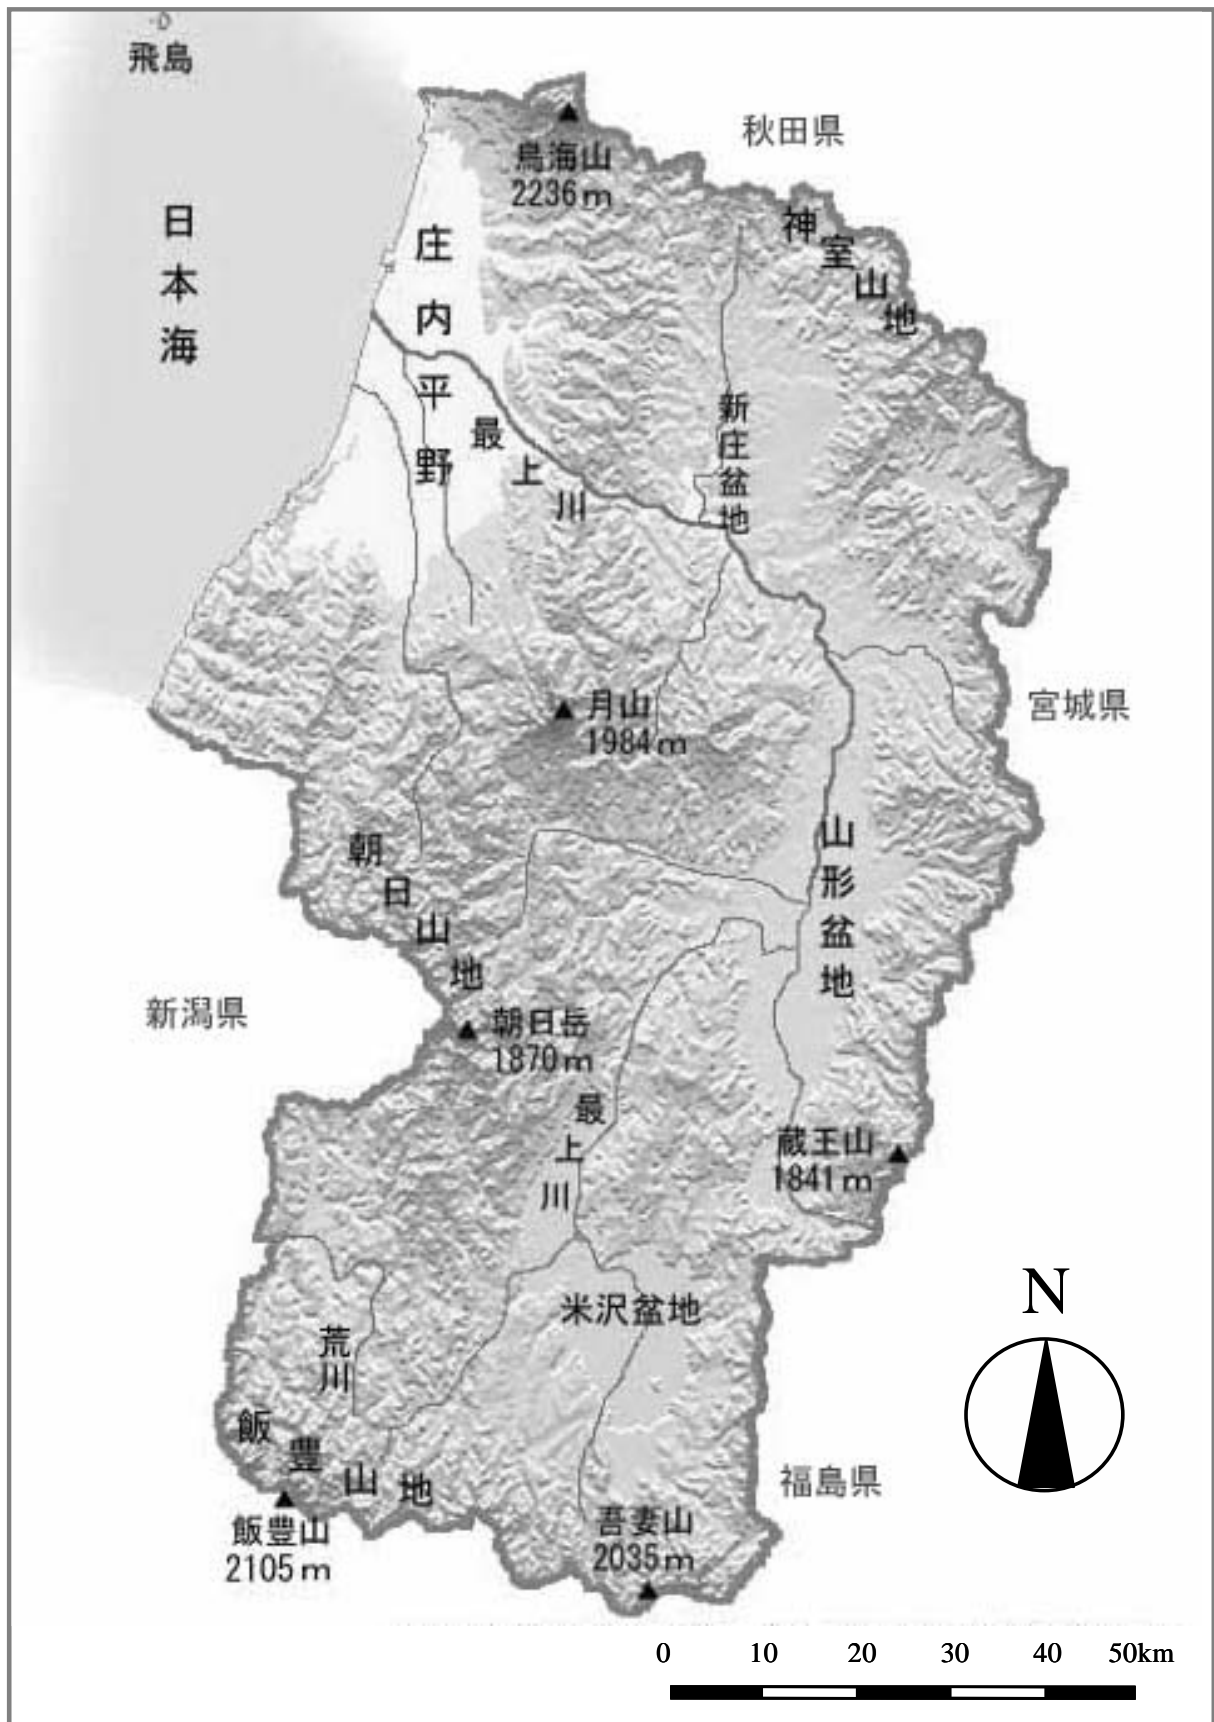 飛島
秋田県
鳥海山
2236m
神室山地
日本海
庄内平野
最上川
新庄盆地
宮城県
月山
1984m
山形盆地
朝日山地
新潟県
朝日岳
1870m
最上川
蔵王山
1841m
米沢盆地
N
荒川
飯豊山地
福島県
飯豊山
2105m
吾妻山
2035m
0 10 20 30 40 50km